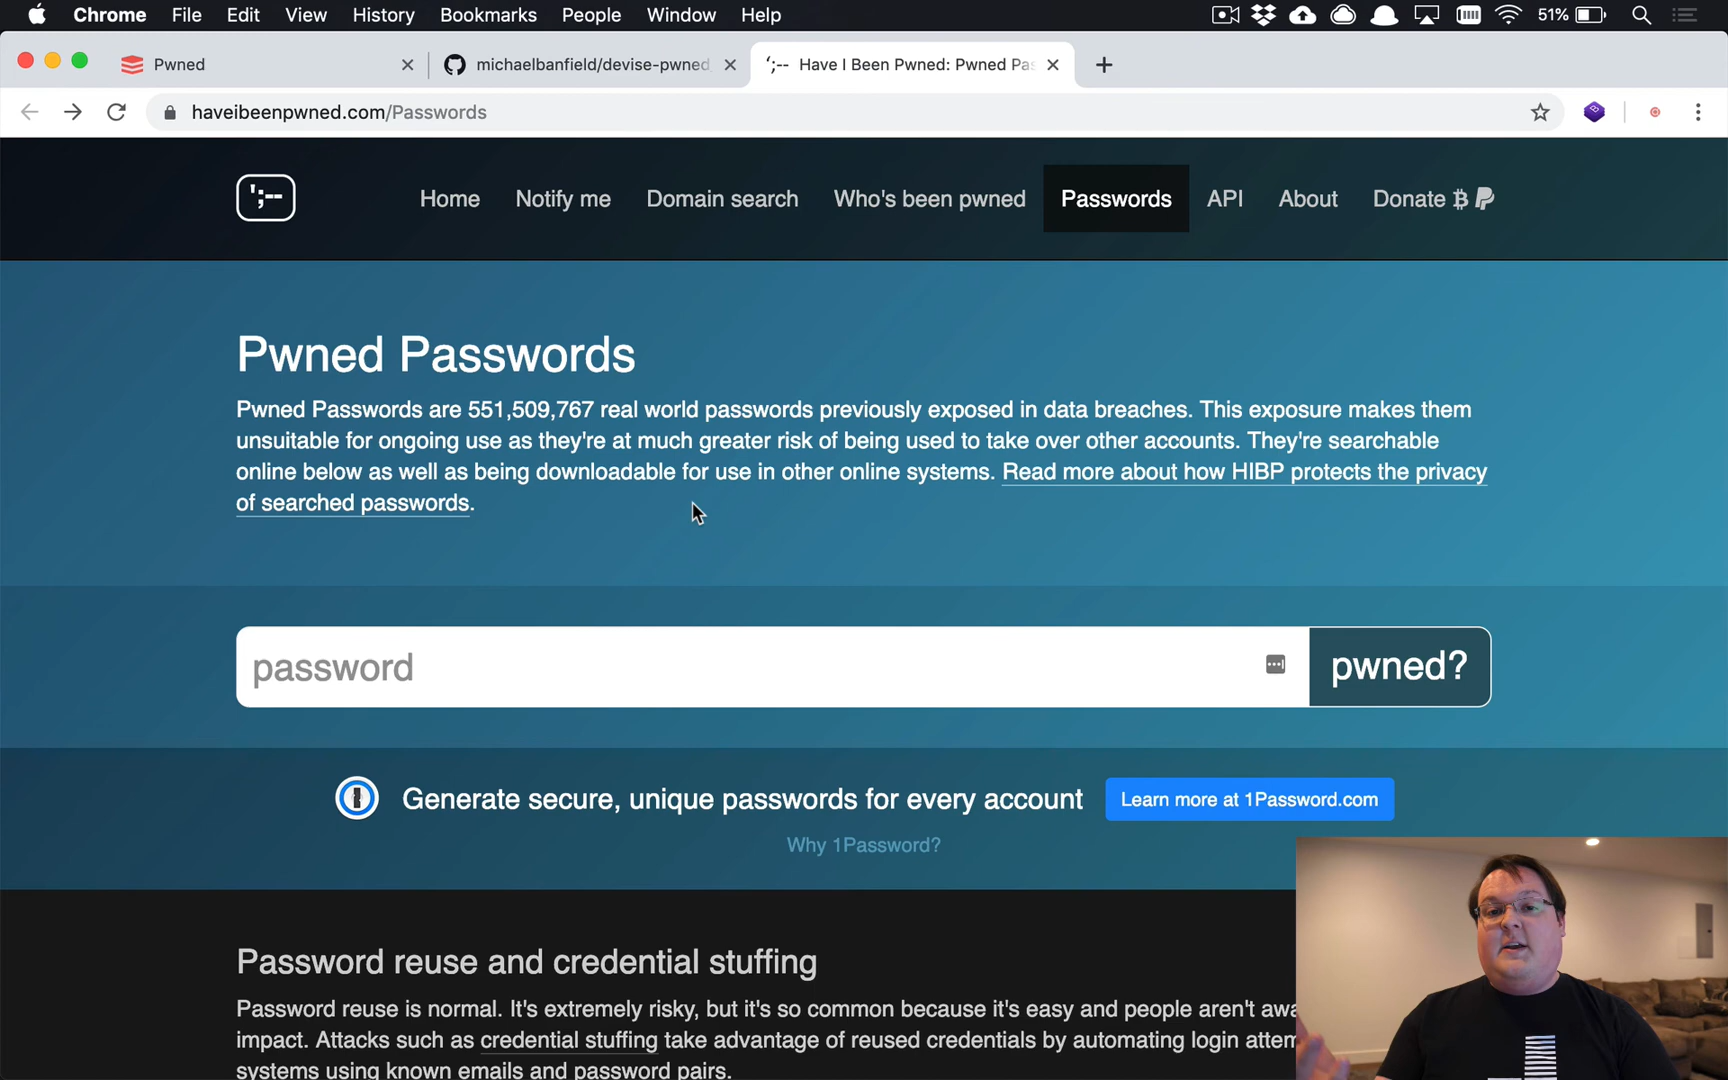 Chrome File Edit View History Bookmarks People Window Help 51%
Pwned michaelbanfield/devise-pwned Have I Been Pwned: Pwned Pas
haveibeenpwned.com/Passwords
';-- Home Notify me Domain search Who's been pwned Passwords API About Donate
Pwned Passwords
Pwned Passwords are 551,509,767 real world passwords previously exposed in data breaches. This exposure makes them
unsuitable for ongoing use as they're at much greater risk of being used to take over other accounts. They're searchable
online below as well as being downloadable for use in other online systems. Read more about how HIBP protects the privacy
of searched passwords.
password pwned?
Generate secure, unique passwords for every account Learn more at 1Password.com
Why 1Password?
Password reuse and credential stuffing
Password reuse is normal. It's extremely risky, but it's so common because it's easy and people aren't awa
impact. Attacks such as credential stuffing take advantage of reused credentials by automating login attem
systems using known emails and password pairs.